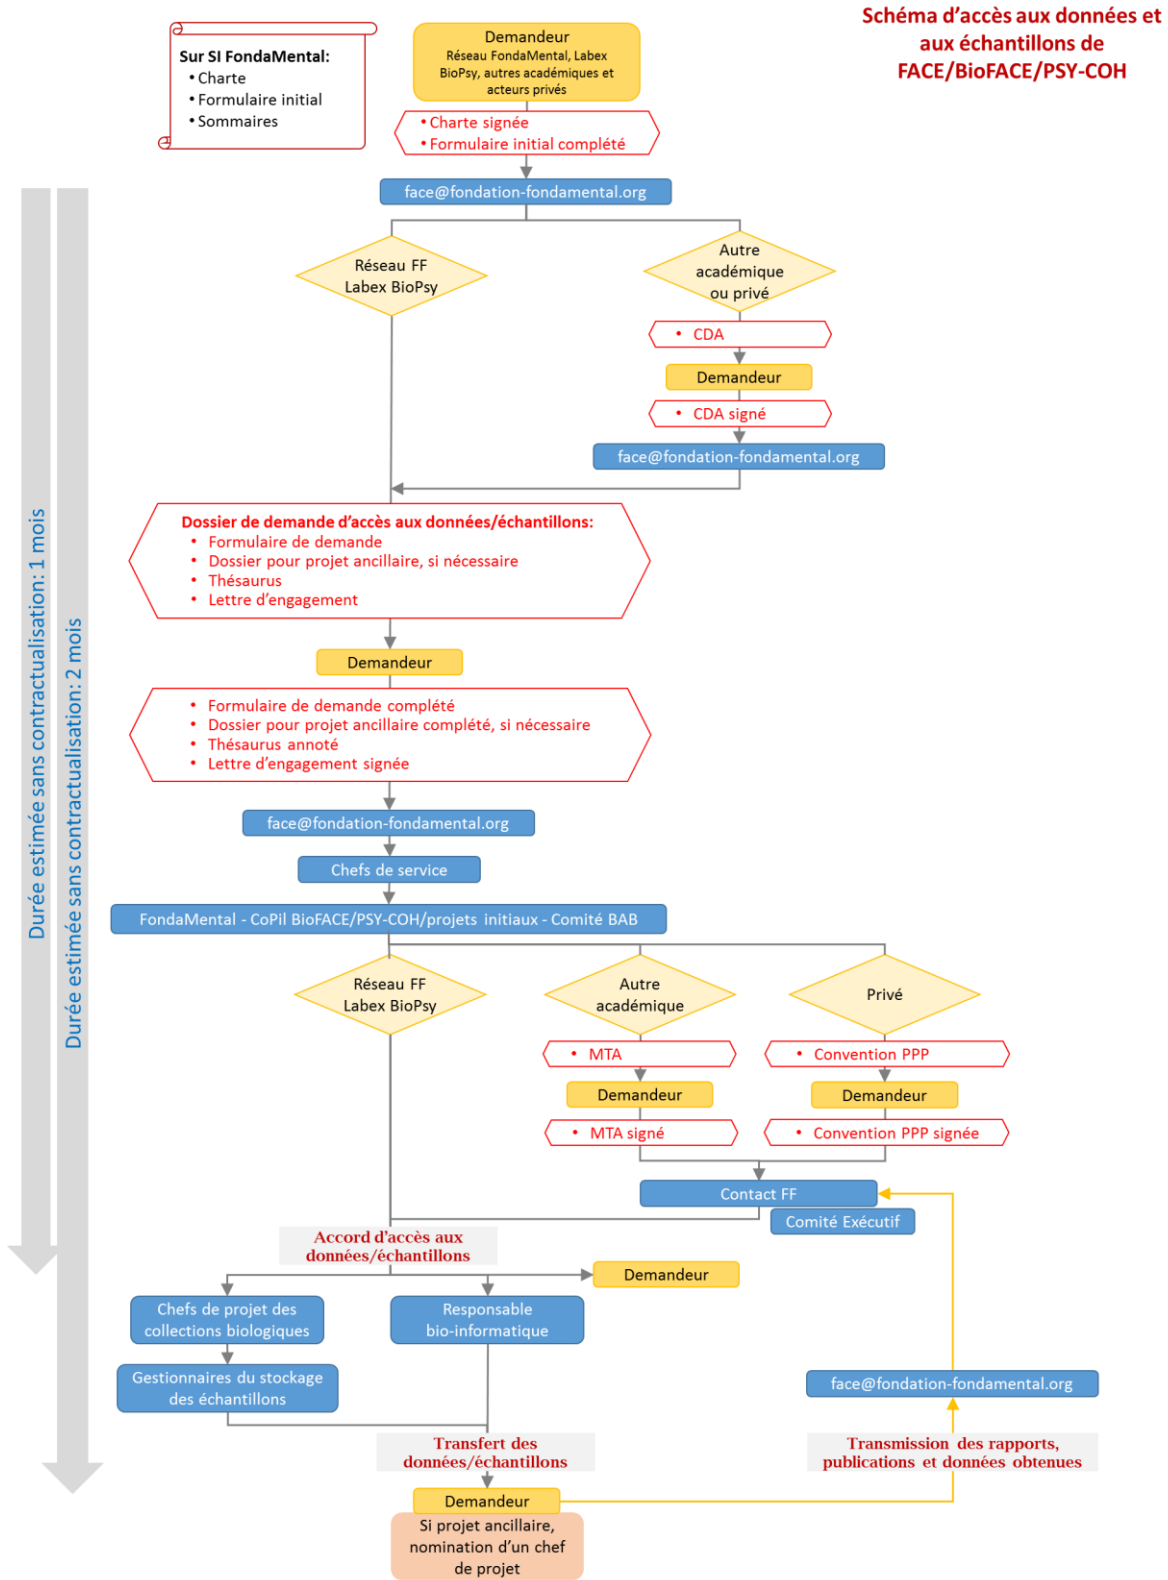 Schéma d'accès aux données et
aux échantillons de
FACE/BioFACE/PSY-COH
Sur SI FondaMental:
• Charte
• Formulaire initial
• Sommaires
Demandeur
Réseau FondaMental, Labex
BioPsy, autres académiques et
acteurs privés
• Charte signée
• Formulaire initial complété
face@fondation-fondamental.org
Réseau FF
Labex BioPsy
Autre
académique
ou privé
• CDA
Demandeur
• CDA signé
face@fondation-fondamental.org
Dossier de demande d'accès aux données/échantillons:
• Formulaire de demande
• Dossier pour projet ancillaire, si nécessaire
• Thésaurus
• Lettre d'engagement
Demandeur
• Formulaire de demande complété
• Dossier pour projet ancillaire complété, si nécessaire
• Thésaurus annoté
• Lettre d'engagement signée
face@fondation-fondamental.org
Chefs de service
FondaMental - CoPil BioFACE/PSY-COH/projets initiaux - Comité BAB
Réseau FF
Labex BioPsy
Autre
académique
Privé
• MTA
• Convention PPP
Demandeur
Demandeur
• MTA signé
• Convention PPP signée
Contact FF
Comité Exécutif
Accord d'accès aux
données/échantillons
Demandeur
Chefs de projet des
collections biologiques
Responsable
bio-informatique
Gestionnaires du stockage
des échantillons
face@fondation-fondamental.org
Transfert des
données/échantillons
Transmission des rapports,
publications et données obtenues
Demandeur
Si projet ancillaire,
nomination d'un chef
de projet
Durée estimée sans contractualisation: 1 mois
Durée estimée sans contractualisation: 2 mois